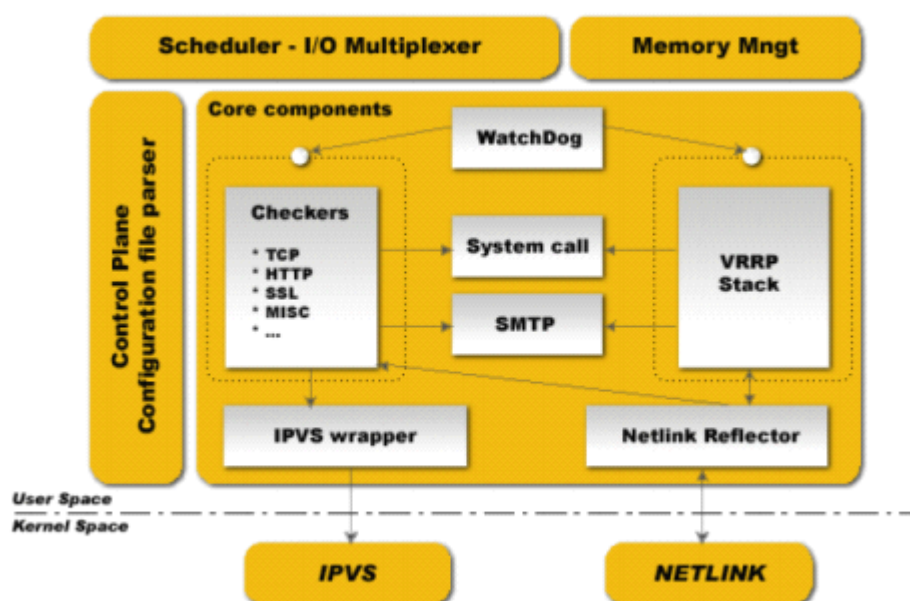 Scheduler - I/O Multiplexer
Memory Mngt
Control Plane
Configuration file parser
Core components
WatchDog
Checkers
* TCP
* HTTP
* SSL
* MISC
* ...
System call
SMTP
VRRP
Stack
IPVS wrapper
Netlink Reflector
User Space
Kernel Space
IPVS
NETLINK